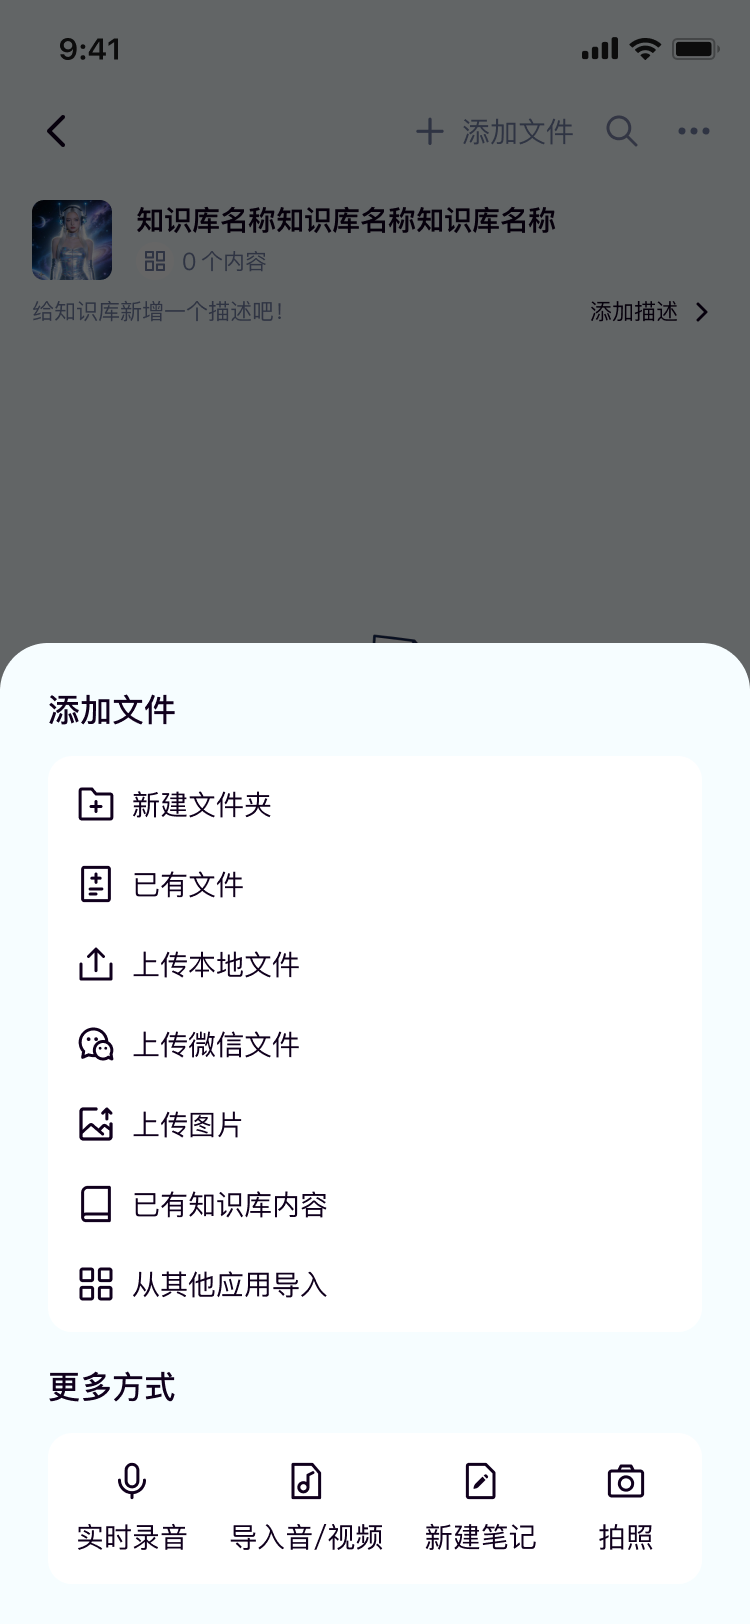 9:41
添加文件
知识库名称知识库名称知识库名称
0个内容
给知识库新增一个描述吧!
添加描述
添加文件
新建文件夹
已有文件
上传本地文件
上传微信文件
上传图片
已有知识库内容
从其他应用导入
更多方式
实时录音
导入音/视频
新建笔记
拍照